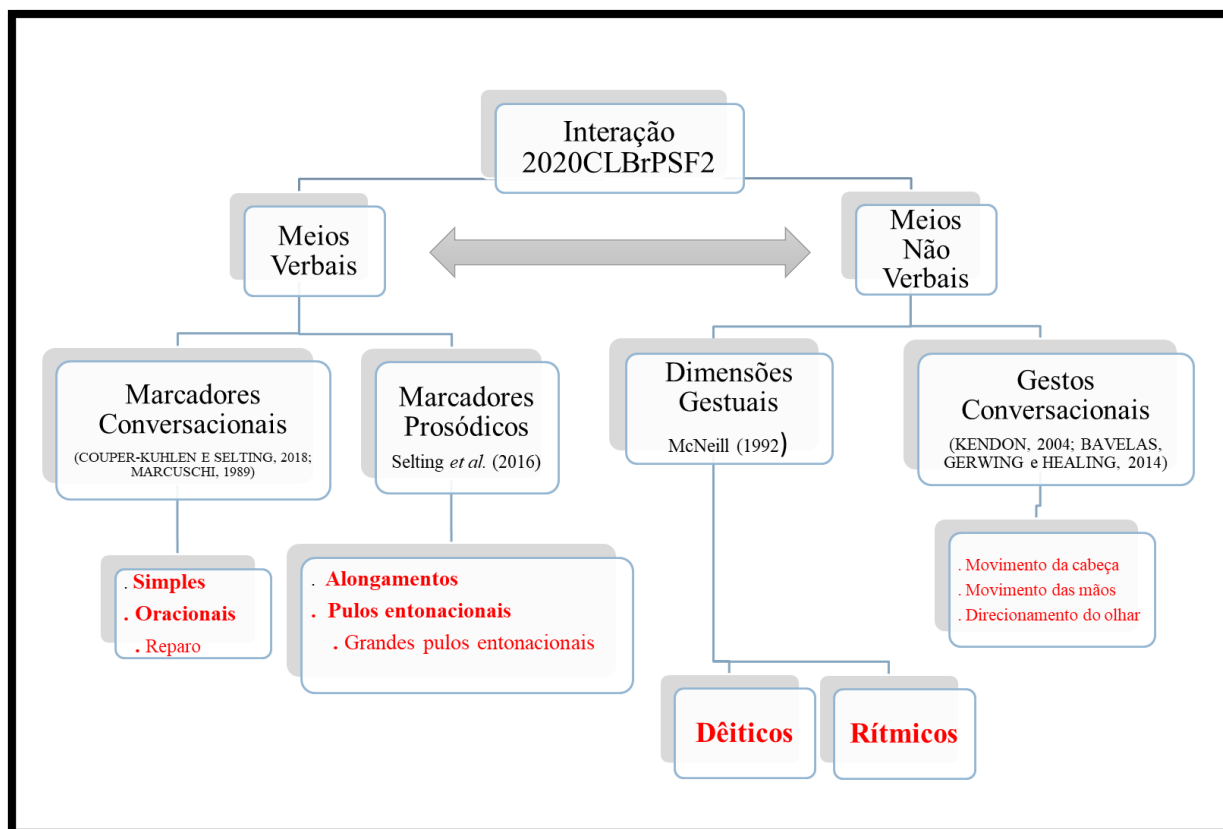 Interação
2020CLBrPSF2
Meios
Verbais
Meios
Não
Verbais
Marcadores
Conversacionais
(COUPER-KUHLEN E SELTING, 2018;
MARCUSCHI, 1989)
Marcadores
Prosódicos
Selting et al. (2016)
Dimensões
Gestuais
McNeill (1992)
Gestos
Conversacionais
(KENDON, 2004; BAVELAS,
GERWING e HEALING, 2014)
. Simples
. Oracionais
. Reparo
. Alongamentos
. Pulos entonacionais
. Grandes pulos entonacionais
. Movimento da cabeça
. Movimento das mãos
. Direcionamento do olhar
Dêiticos
Rítmicos